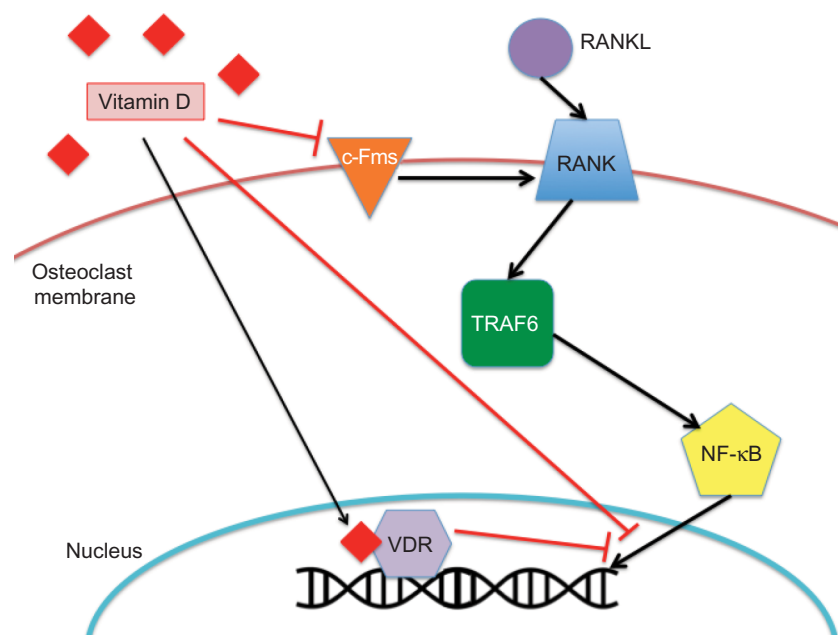 RANKL
Vitamin D
c-Fms
RANK
Osteoclast
membrane
TRAF6
NF-κB
Nucleus
VDR